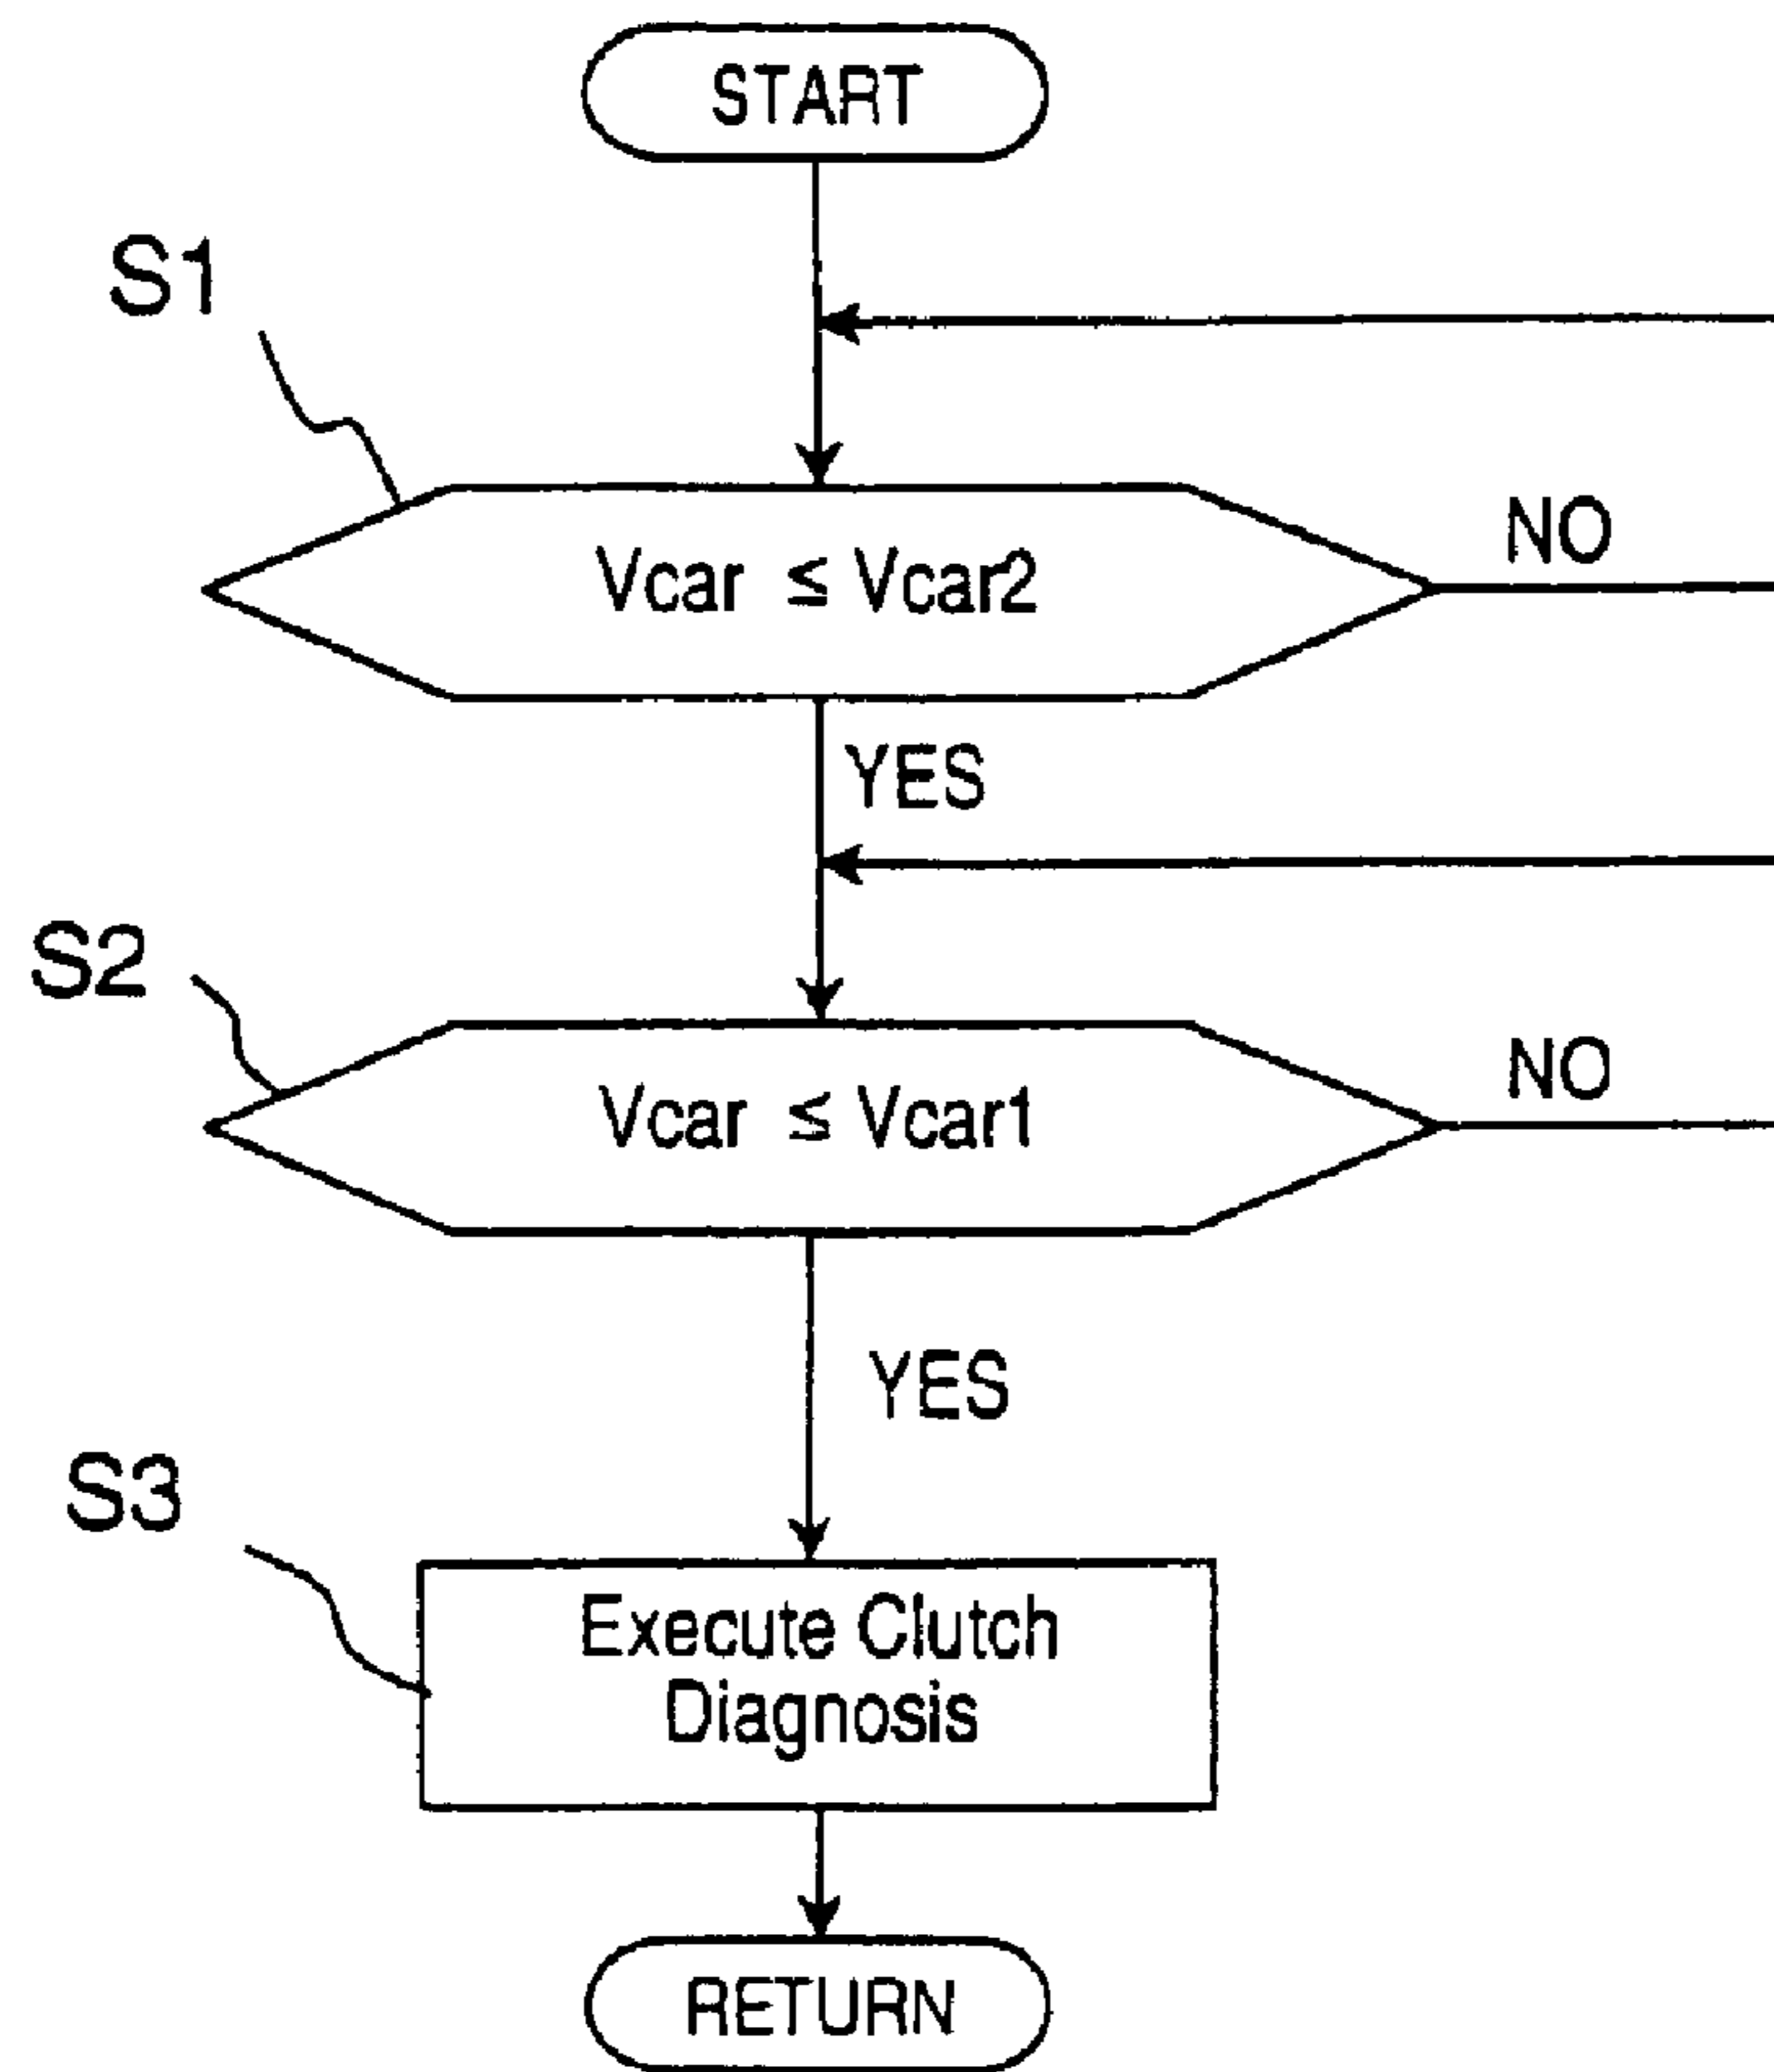 START
S1
Vcar ≤ Vcar2
NO
YES
S2
Vcar ≤ Vcar1
NO
YES
S3
Execute Clutch
Diagnosis
RETURN